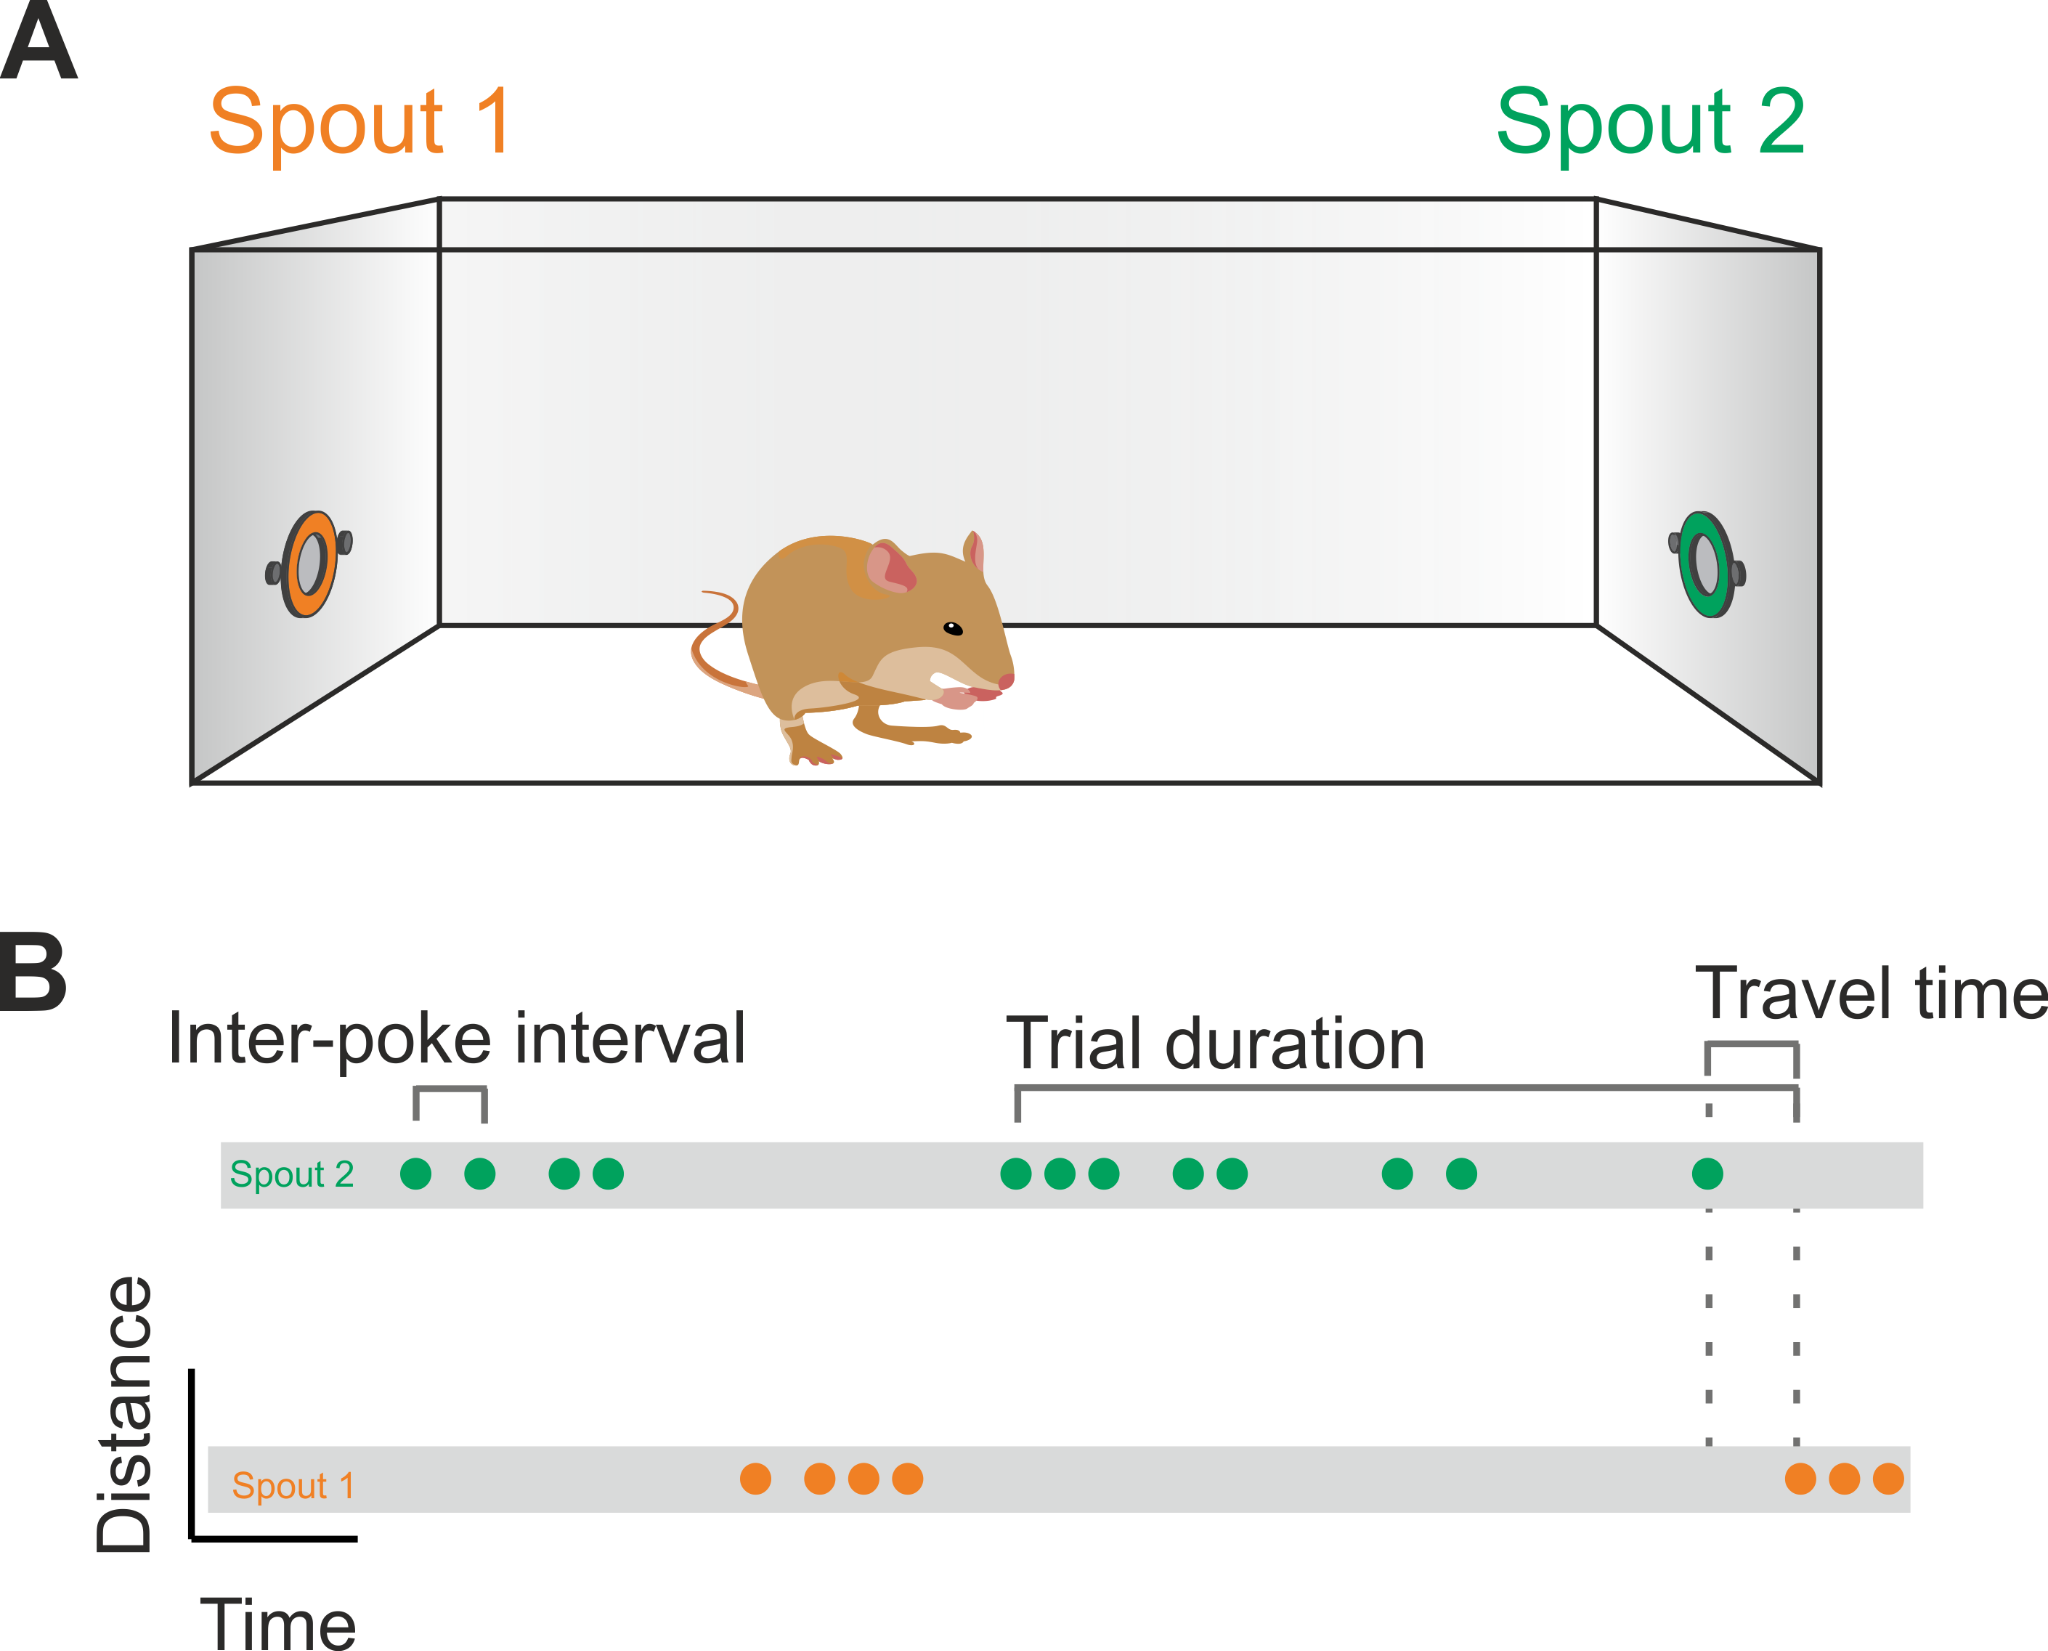 A
Spout 1
Spout 2
B
Travel time
Inter-poke interval
Trial duration
Spout 2
Distance
Spout 1
Time